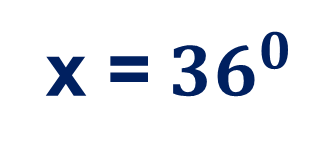 x = 36⁰